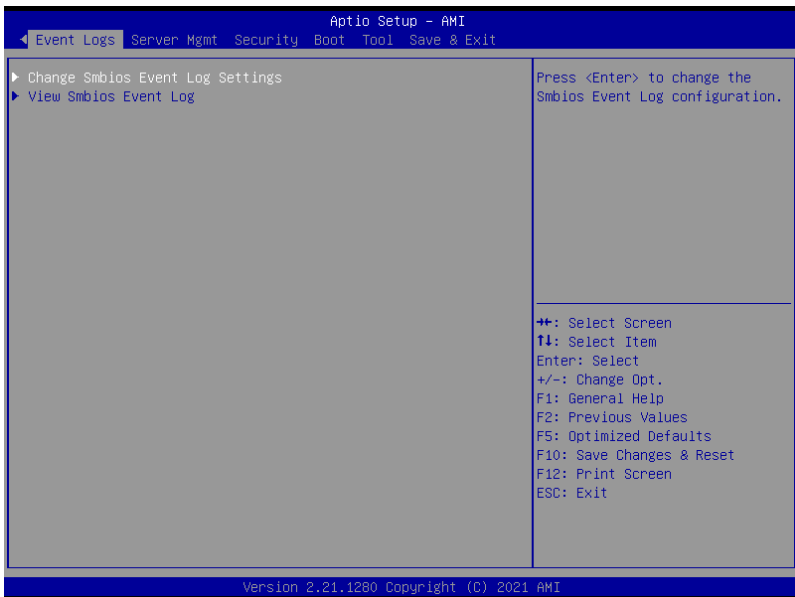 Aptio Setup - AMI
Event Logs Server Mgmt Security Boot Tool Save & Exit
Change Smbios Event Log Settings
View Smbios Event Log
Press <Enter> to change the
Smbios Event Log configuration.
→←: Select Screen
↑↓: Select Item
Enter: Select
+/-: Change Opt.
F1: General Help
F2: Previous Values
F5: Optimized Defaults
F10: Save Changes & Reset
F12: Print Screen
ESC: Exit
Version 2.21.1280 Copyright (C) 2021 AMI